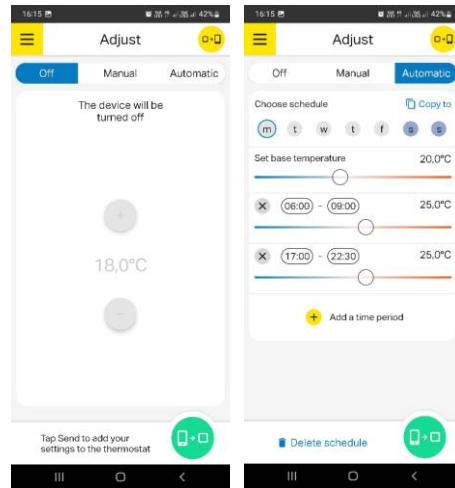 16:15
42%
Adjust
Off Manual Automatic
The device will be
turned off
+
18,0°C
−
Tap Send to add your
settings to the thermostat
16:15
42%
Adjust
Off Manual Automatic
Choose schedule Copy to
m t w t f s s
Set base temperature 20,0°C
06:00 - 09:00 25,0°C
17:00 - 22:30 25,0°C
+ Add a time period
Delete schedule